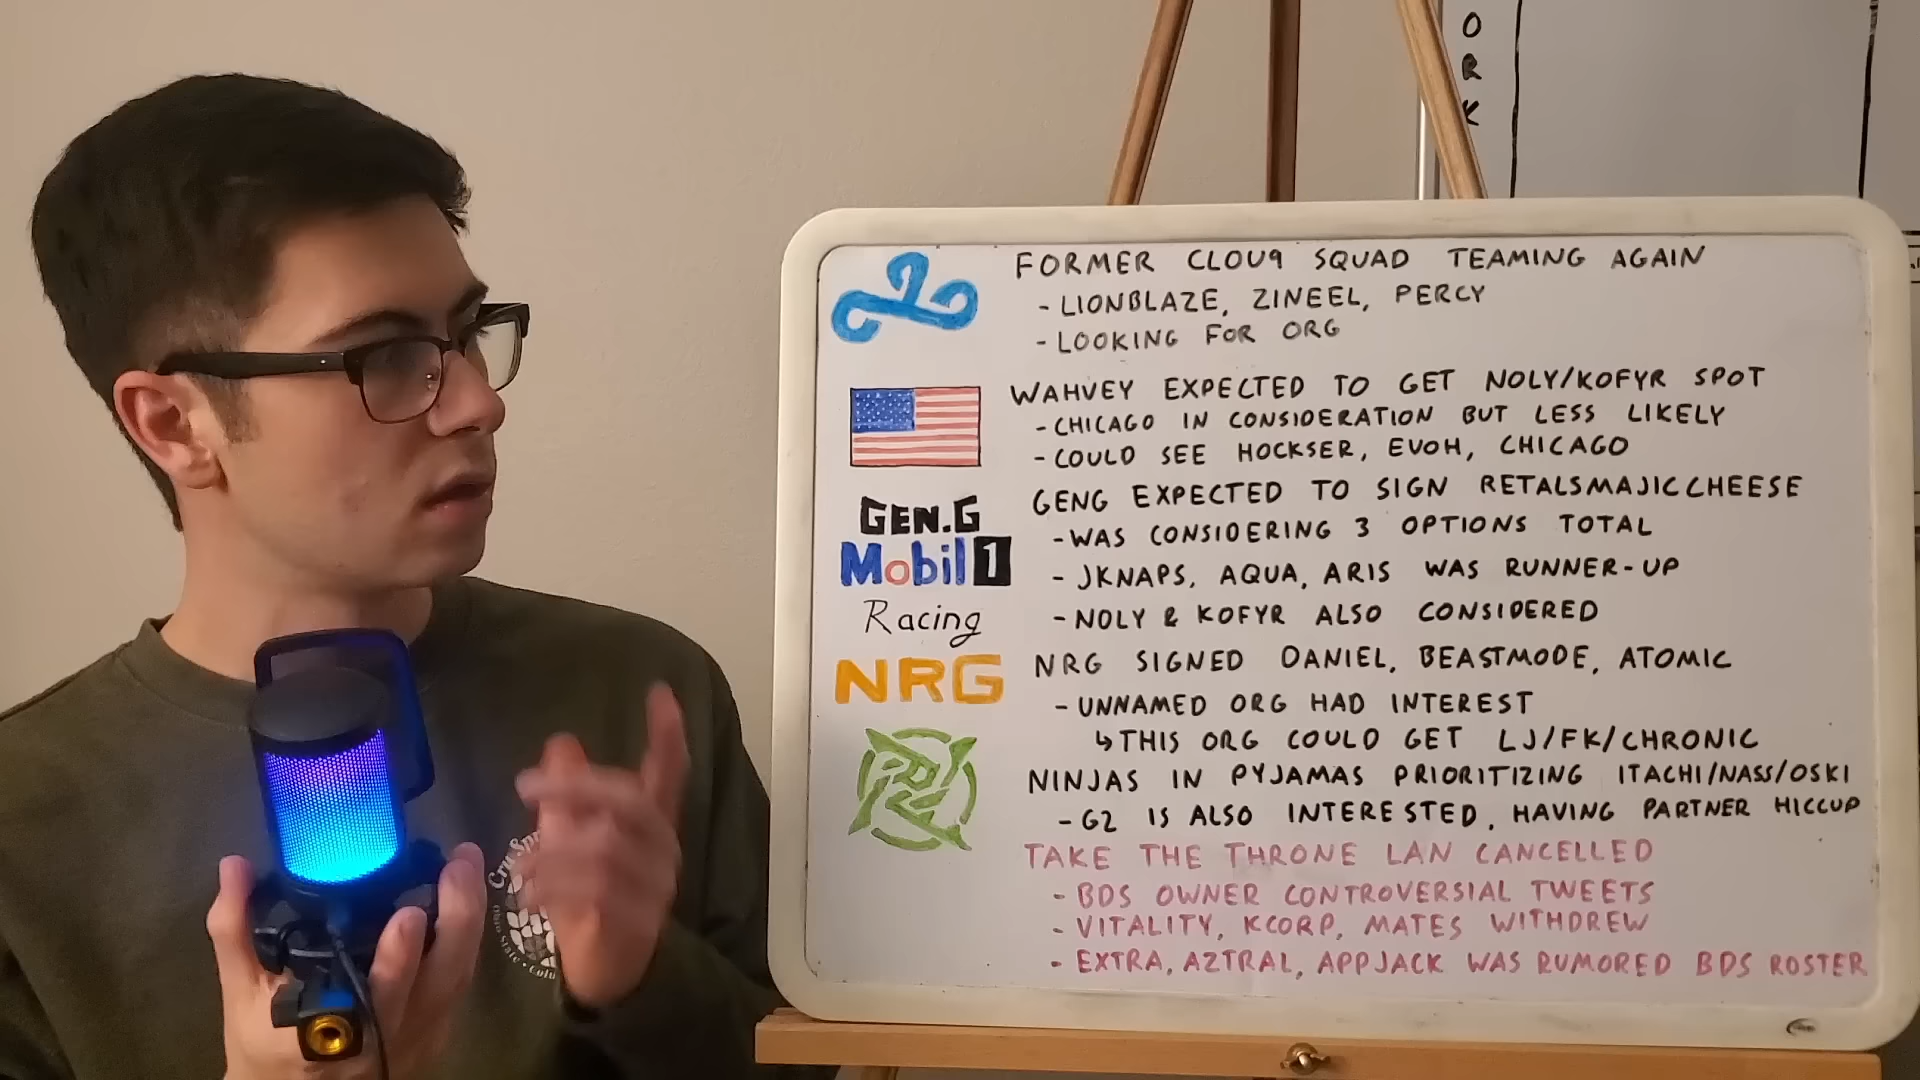 O
R
K
FORMER CLOU9 SQUAD TEAMING AGAIN
- LIONBLAZE, ZINEEL, PERCY
- LOOKING FOR ORG
WAHVEY EXPECTED TO GET NOLY/KOFYR SPOT
- CHICAGO IN CONSIDERATION BUT LESS LIKELY
- COULD SEE HOCKSER, EVOH, CHICAGO
GEN.G
Mobil 1
Racing
GENG EXPECTED TO SIGN RETALSMAJICCHEESE
- WAS CONSIDERING 3 OPTIONS TOTAL
- JKNAPS, AQUA, ARIS WAS RUNNER-UP
- NOLY & KOFYR ALSO CONSIDERED
NRG
NRG SIGNED DANIEL, BEASTMODE, ATOMIC
- UNNAMED ORG HAD INTEREST
↳ THIS ORG COULD GET LJ/FK/CHRONIC
NINJAS IN PYJAMAS PRIORITIZING ITACHI/NASS/OSKI
- G2 IS ALSO INTERESTED, HAVING PARTNER HICCUP
TAKE THE THRONE LAN CANCELLED
- BDS OWNER CONTROVERSIAL TWEETS
- VITALITY, KCORP, MATES WITHDREW
- EXTRA, AZTRAL, APPJACK WAS RUMORED BDS ROSTER
Cru